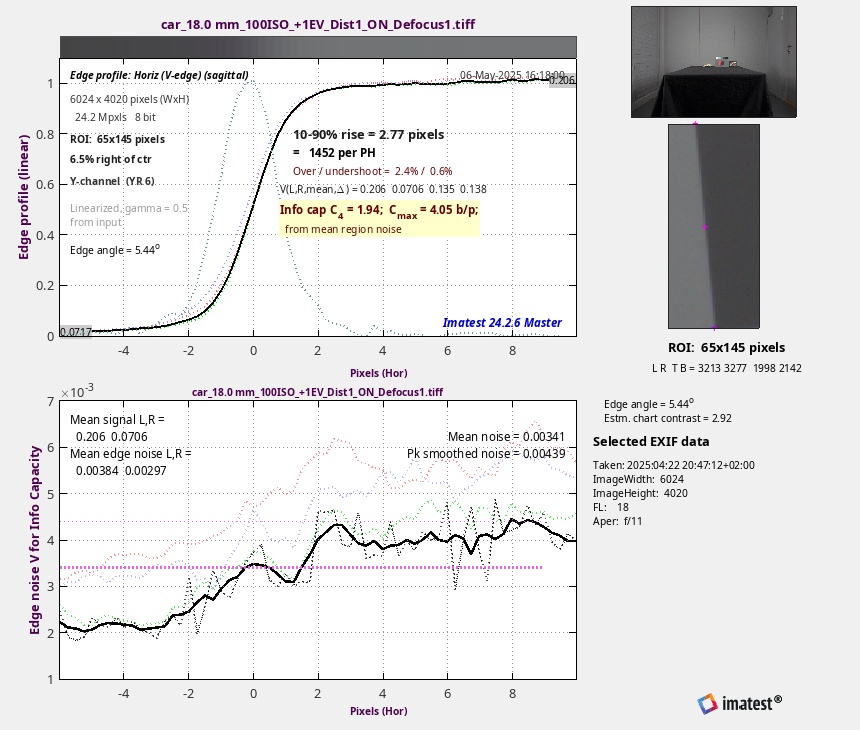 car_18.0 mm_100ISO_+1EV_Dist1_ON_Defocus1.tiff
Edge profile: Horiz (V-edge) (sagittal)
06-May-2025 16:18:00
0.206
6024 x 4020 pixels (WxH)
24.2 Mpxls 8 bit
ROI: 65x145 pixels
6.5% right of ctr
Y-channel (YR6)
Linearized, gamma = 0.5
from input
Edge angle = 5.44o
10-90% rise = 2.77 pixels
= 1452 per PH
Over / undershoot = 2.4% / 0.6%
V(L,R,mean,Δ) = 0.206 0.0706 0.135 0.138
Info cap C4 = 1.94; Cmax = 4.05 b/p;
from mean region noise
Imatest 24.2.6 Master
0.0717
Edge profile (linear)
1
0.8
0.6
0.4
0.2
0
-4 -2 0 2 4 6 8
Pixels (Hor)
ROI: 65x145 pixels
L R T B = 3213 3277 1998 2142
car_18.0 mm_100ISO_+1EV_Dist1_ON_Defocus1.tiff
×10-3
Mean signal L,R =
0.206 0.0706
Mean edge noise L,R =
0.00384 0.00297
Mean noise = 0.00341
Pk smoothed noise = 0.00439
Edge noise V for Info Capacity
7
6
5
4
3
2
1
-4 -2 0 2 4 6 8
Pixels (Hor)
Edge angle = 5.44o
Estm. chart contrast = 2.92
Selected EXIF data
Taken: 2025:04:22 20:47:12+02:00
ImageWidth: 6024
ImageHeight: 4020
FL: 18
Aper: f/11
imatest®